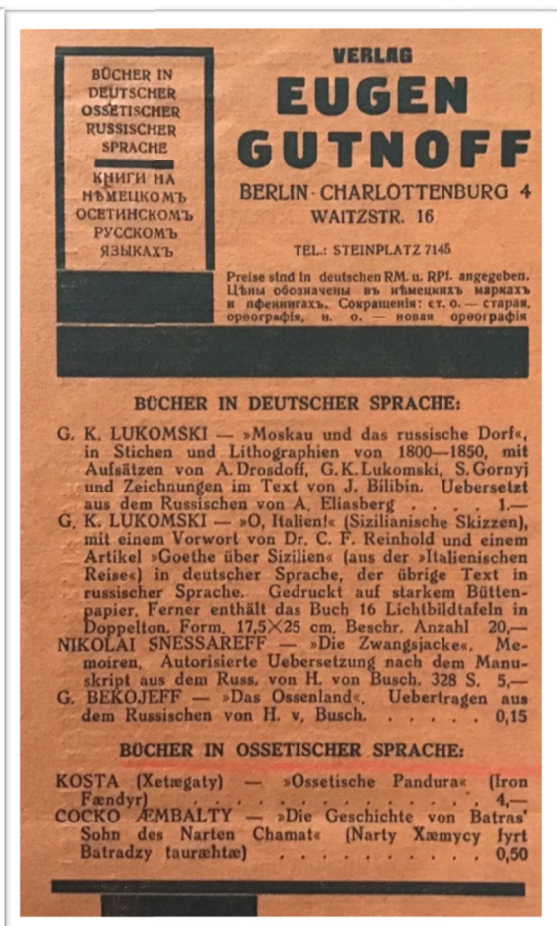 BÜCHER IN
DEUTSCHER
OSSETISCHER
RUSSISCHER
SPRACHE
КНИГИ НА
НѢМЕЦКОМЪ
ОСЕТИНСКОМЪ
РУССКОМЪ
ЯЗЫКАХЪ
VERLAG
EUGEN
GUTNOFF
BERLIN-CHARLOTTENBURG 4
WAITZSTR. 16
TEL.: STEINPLATZ 7145
Preise sind in deutschen RM. u. RPf. angegeben.
Цѣны обозначены въ нѣмецкихъ маркахъ
и пфеннигахъ. Сокращенія: ст. о. — старая,
орѳографія, н. о. — новая орѳографія
BÜCHER IN DEUTSCHER SPRACHE:
G. K. LUKOMSKI — »Moskau und das russische Dorf«,
in Stichen und Lithographien von 1800—1850, mit
Aufsätzen von A. Drosdoff, G. K. Lukomski, S. Gornyj
und Zeichnungen im Text von J. Bilibin. Uebersetzt
aus dem Russischen von A. Eliasberg . . . . 1.—
G. K. LUKOMSKI — »O, Italien!« (Sizilianische Skizzen),
mit einem Vorwort von Dr. C. F. Reinhold und einem
Artikel »Goethe über Sizilien« (aus der »Italienischen
Reise«) in deutscher Sprache, der übrige Text in
russischer Sprache. Gedruckt auf starkem Bütten-
papier. Ferner enthält das Buch 16 Lichtbildtafeln in
Doppelton. Form. 17,5×25 cm. Beschr. Anzahl 20,—
NIKOLAI SNESSAREFF — »Die Zwangsjacke«. Me-
moiren. Autorisierte Uebersetzung nach dem Manu-
skript aus dem Russ. von H. von Busch. 328 S. 5,—
G. BEKOJEFF — »Das Ossenland«. Uebertragen aus
dem Russischen von H. v, Busch. . . . . . 0,15
BÜCHER IN OSSETISCHER SPRACHE:
KOSTA (Xetægaty) — »Ossetische Pandura« (Iron
Fændyr) . . . . . . . . . . . . . . . 4,—
COCKO ÆMBALTY — »Die Geschichte von Batras'
Sohn des Narten Chamat« (Narty Xæmycy fyrt
Batradzy tauræhtæ) . . . . . . . . . 0,50